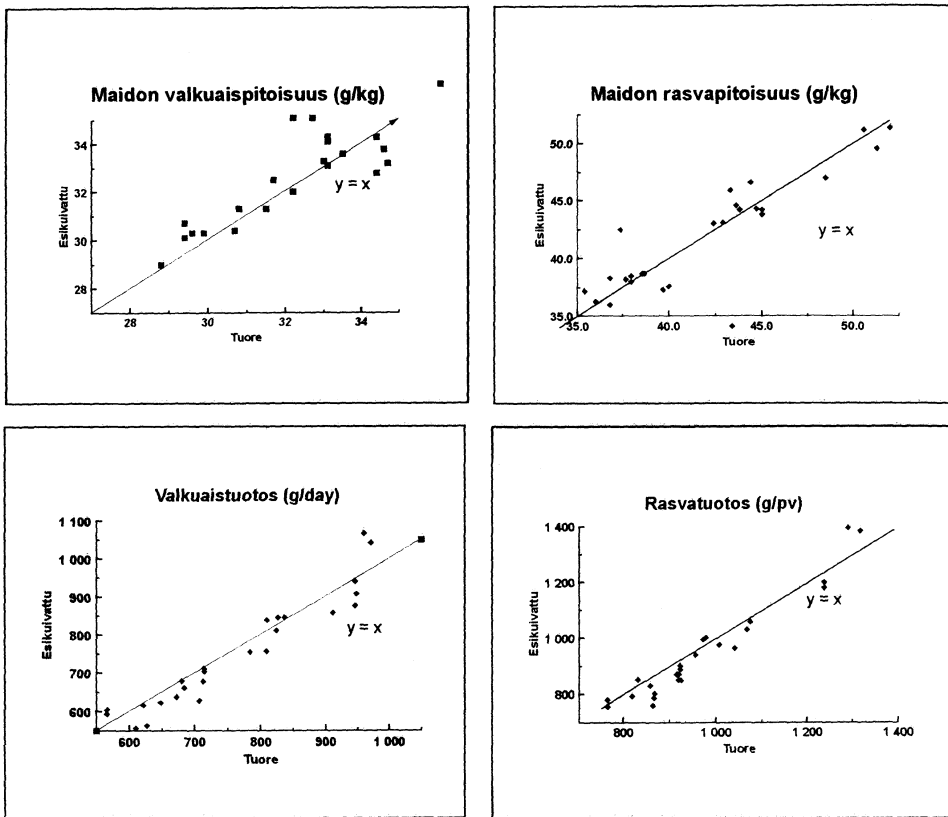 Maidon valkuaispitoisuus (g/kg)
Esikuivattu
34
32
30
28
y = x
28 30 32 34
Tuore
Maidon rasvapitoisuus (g/kg)
Esikuivattu
50.0
45.0
40.0
35.0
y = x
35.0 40.0 45.0 50.0
Tuore
Valkuaistuotos (g/day)
Esikuivattu
1 100
1 000
900
800
700
600
y = x
600 700 800 900 1 000
Tuore
Rasvatuotos (g/pv)
Esikuivattu
1 400
1 200
1 000
800
y = x
800 1 000 1 200 1 400
Tuore